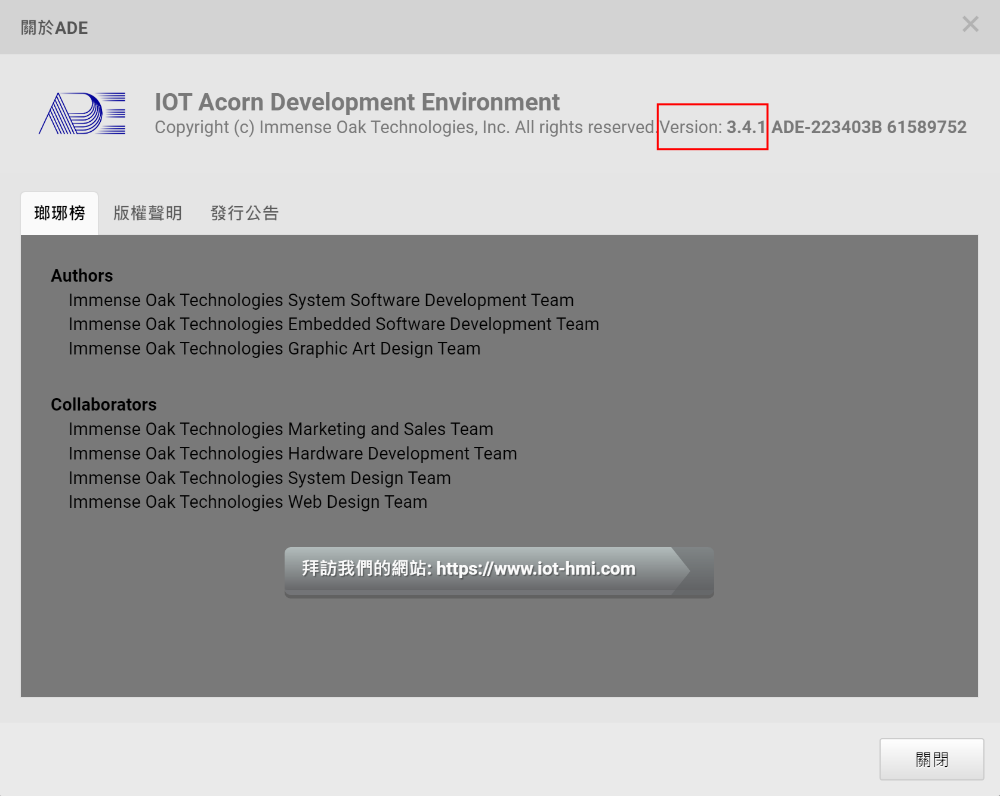 關於ADE
ADE
IOT Acorn Development Environment
Copyright (c) Immense Oak Technologies, Inc. All rights reserved.Version: 3.4.1 ADE-223403B 61589752
瑯琊榜 版權聲明 發行公告
Authors
Immense Oak Technologies System Software Development Team
Immense Oak Technologies Embedded Software Development Team
Immense Oak Technologies Graphic Art Design Team
Collaborators
Immense Oak Technologies Marketing and Sales Team
Immense Oak Technologies Hardware Development Team
Immense Oak Technologies System Design Team
Immense Oak Technologies Web Design Team
拜訪我們的網站: https://www.iot-hmi.com
關閉